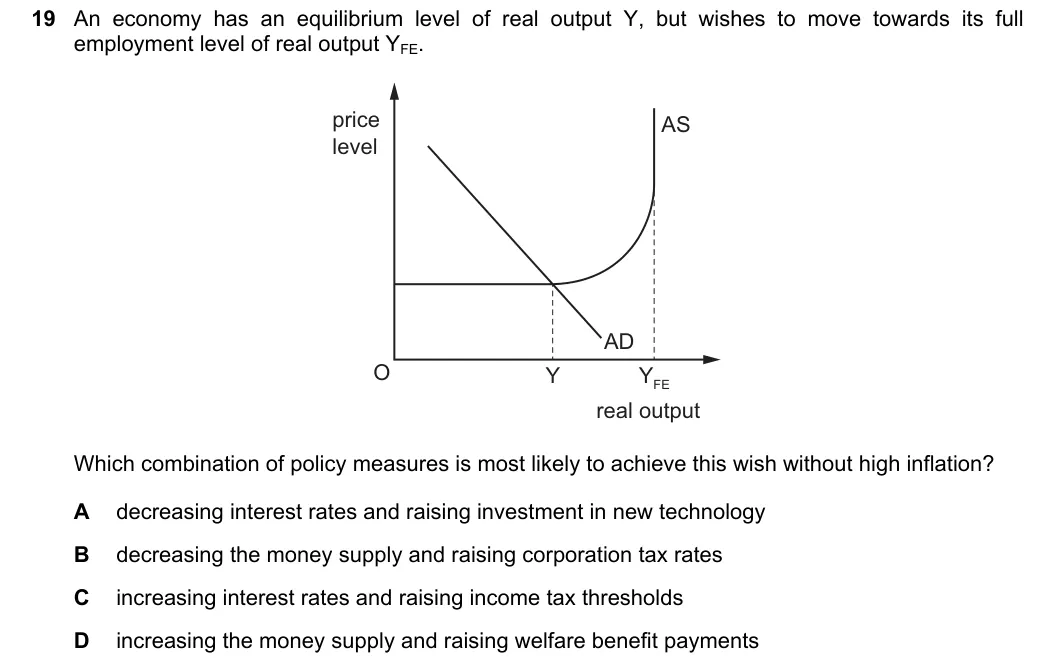 19 An economy has an equilibrium level of real output Y, but wishes to move towards its full
employment level of real output YFE.
price
level
AS
AD
O
Y
YFE
real output
Which combination of policy measures is most likely to achieve this wish without high inflation?
A decreasing interest rates and raising investment in new technology
B decreasing the money supply and raising corporation tax rates
C increasing interest rates and raising income tax thresholds
D increasing the money supply and raising welfare benefit payments